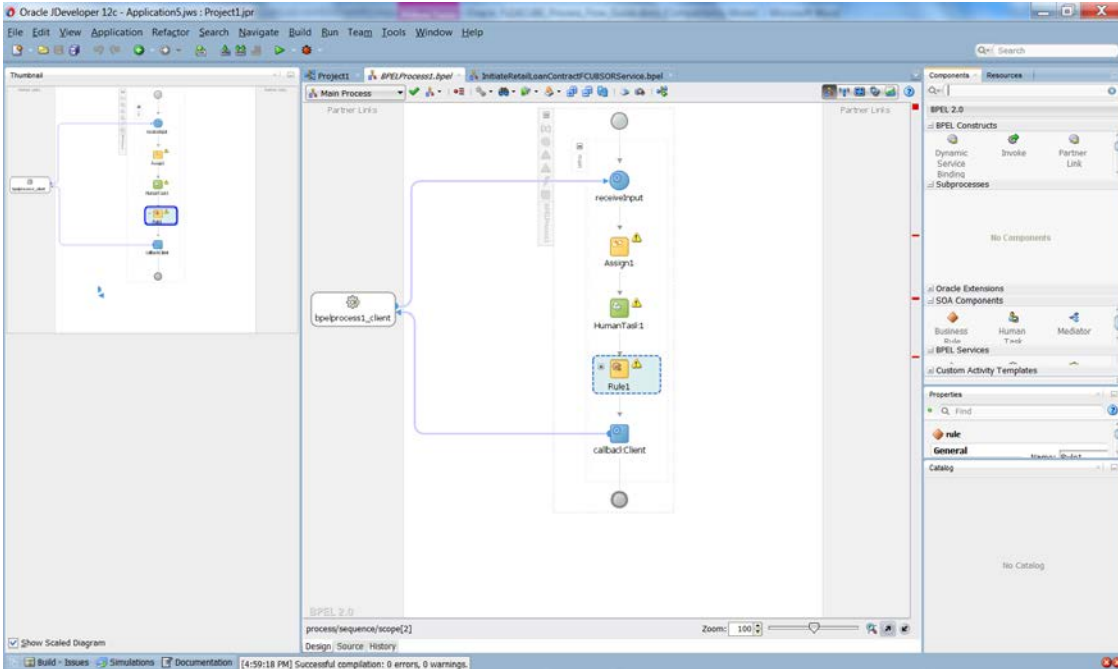 Oracle JDeveloper 12c - Application5.jws : Project1.jpr
File Edit View Application Refactor Search Navigate Build Run Team Tools Window Help
Search
Thumbnail
Project1
BPELProcess1.bpel
InitiateRetailLoanContractFCUBSORService.bpel
Components
Resources
Main Process
Partner Links
Partner Links
BPEL 2.0
BPEL Constructs
Dynamic Service Binding
Invoke
Partner Link
Subprocesses
No Components
Oracle Extensions
SOA Components
Business Rule
Human Task
Mediator
BPEL Services
Custom Activity Templates
Properties
Find
rule
General
Catalog
No Catalog
receiveInput
Assign1
bpelprocess1_client
HumanTask1
Rule1
callbackClient
BPEL 2.0
process/sequence/scope[2]
Zoom: 100
Show Scaled Diagram
Design Source History
Build - Issues
Simulations
Documentation
[4:59:18 PM] Successful compilation: 0 errors, 0 warnings.